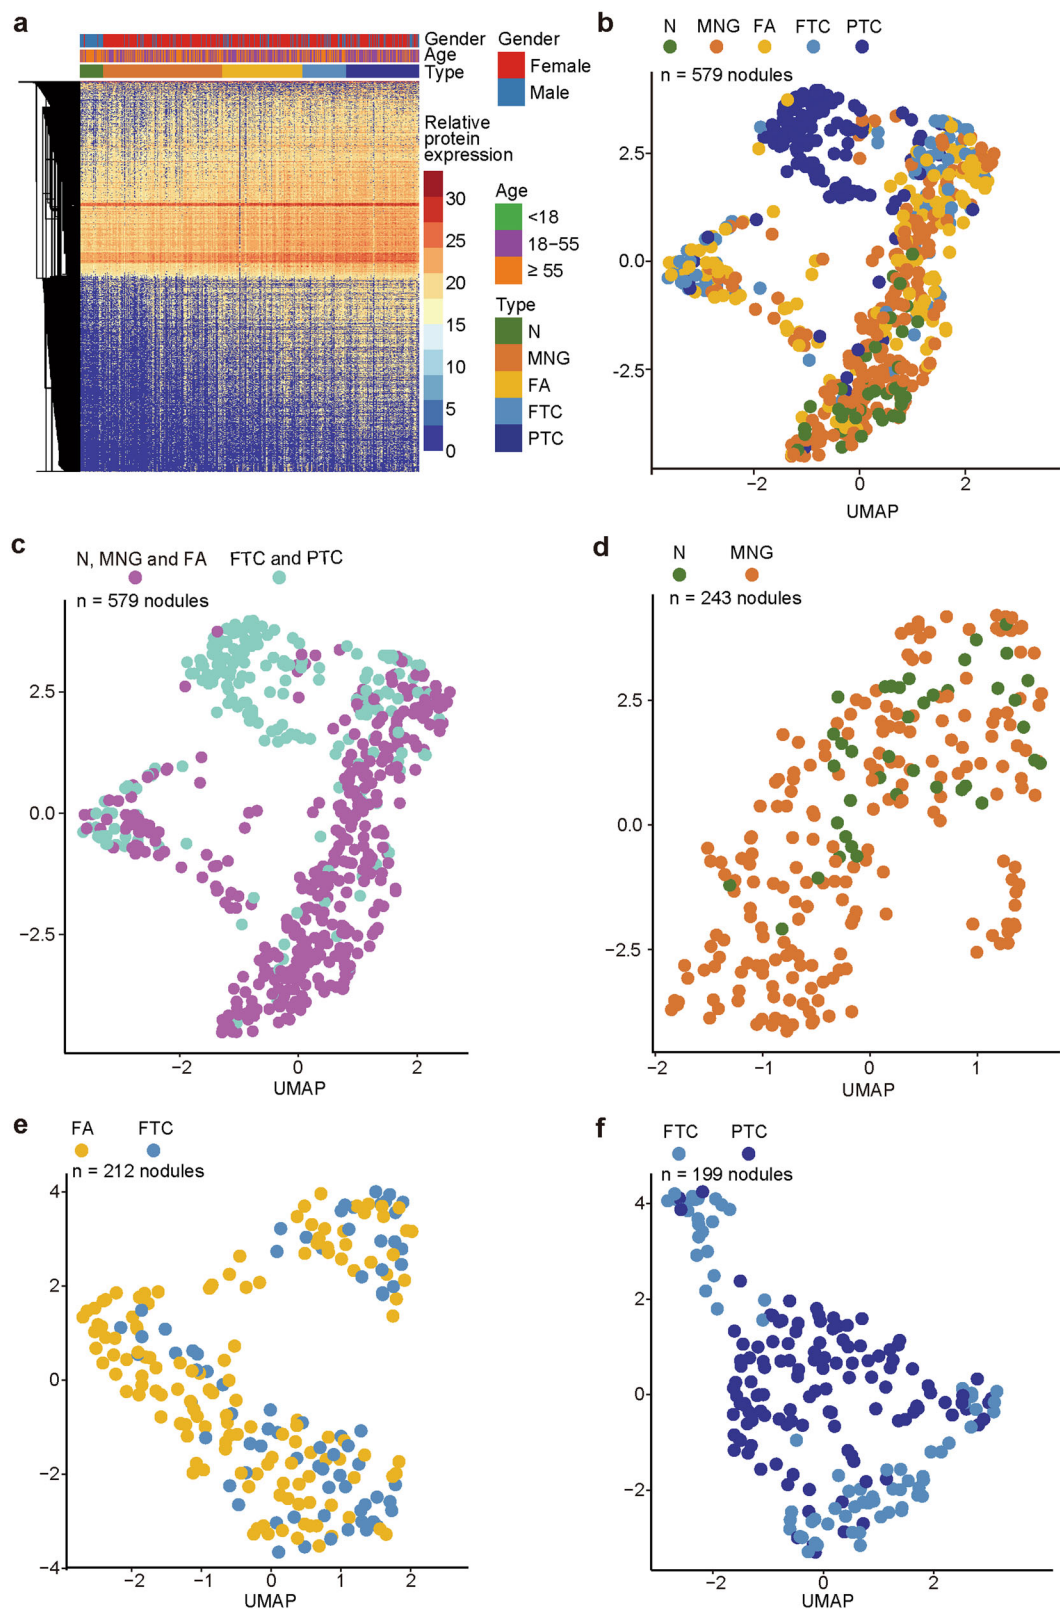 a
Gender
Age
Type
Gender
Female
Male
Relative
protein
expression
30
25
20
15
10
5
0
Age
<18
18−55
≥ 55
Type
N
MNG
FA
FTC
PTC
b
N MNG FA FTC PTC
n = 579 nodules
2.5
0.0
-2.5
−2 0 2
UMAP
c
N, MNG and FA FTC and PTC
n = 579 nodules
2.5
0.0
−2.5
−2 0 2
UMAP
d
N MNG
n = 243 nodules
2.5
0.0
−2.5
−2 −1 0 1
UMAP
e
FA FTC
n = 212 nodules
4
2
0
−2
−4
−2 −1 0 1 2
UMAP
f
FTC PTC
n = 199 nodules
4
2
0
−2
−2 0 2
UMAP